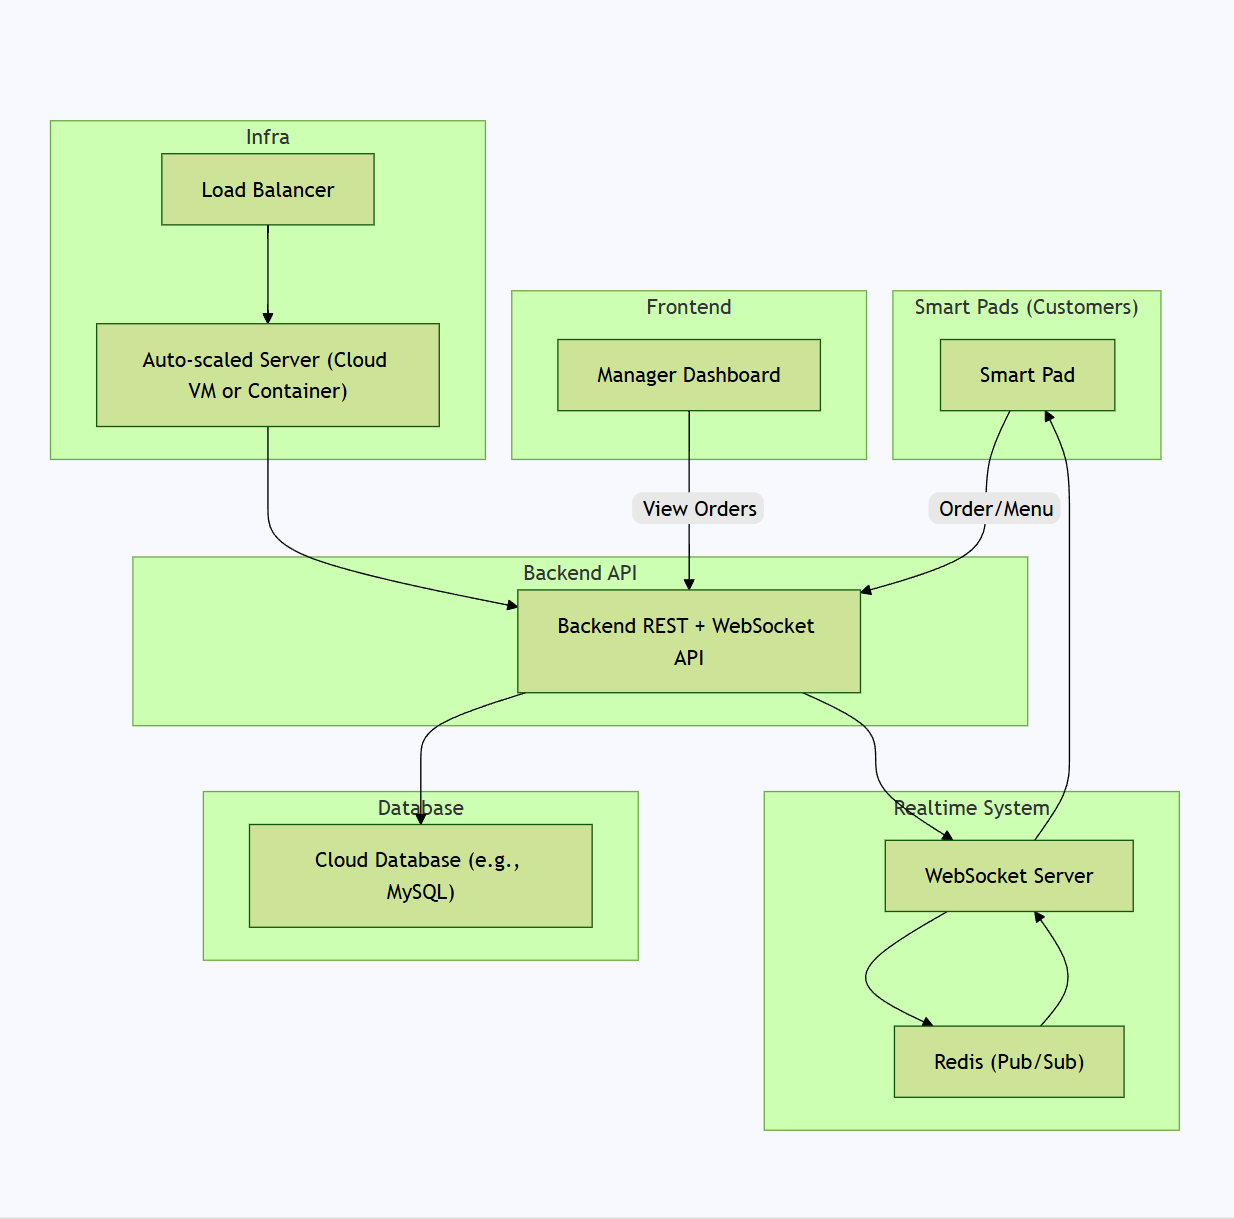 Infra
Load Balancer
Auto-scaled Server (Cloud
VM or Container)
Frontend
Manager Dashboard
Smart Pads (Customers)
Smart Pad
View Orders
Order/Menu
Backend API
Backend REST + WebSocket
API
Database
Cloud Database (e.g.,
MySQL)
Realtime System
WebSocket Server
Redis (Pub/Sub)